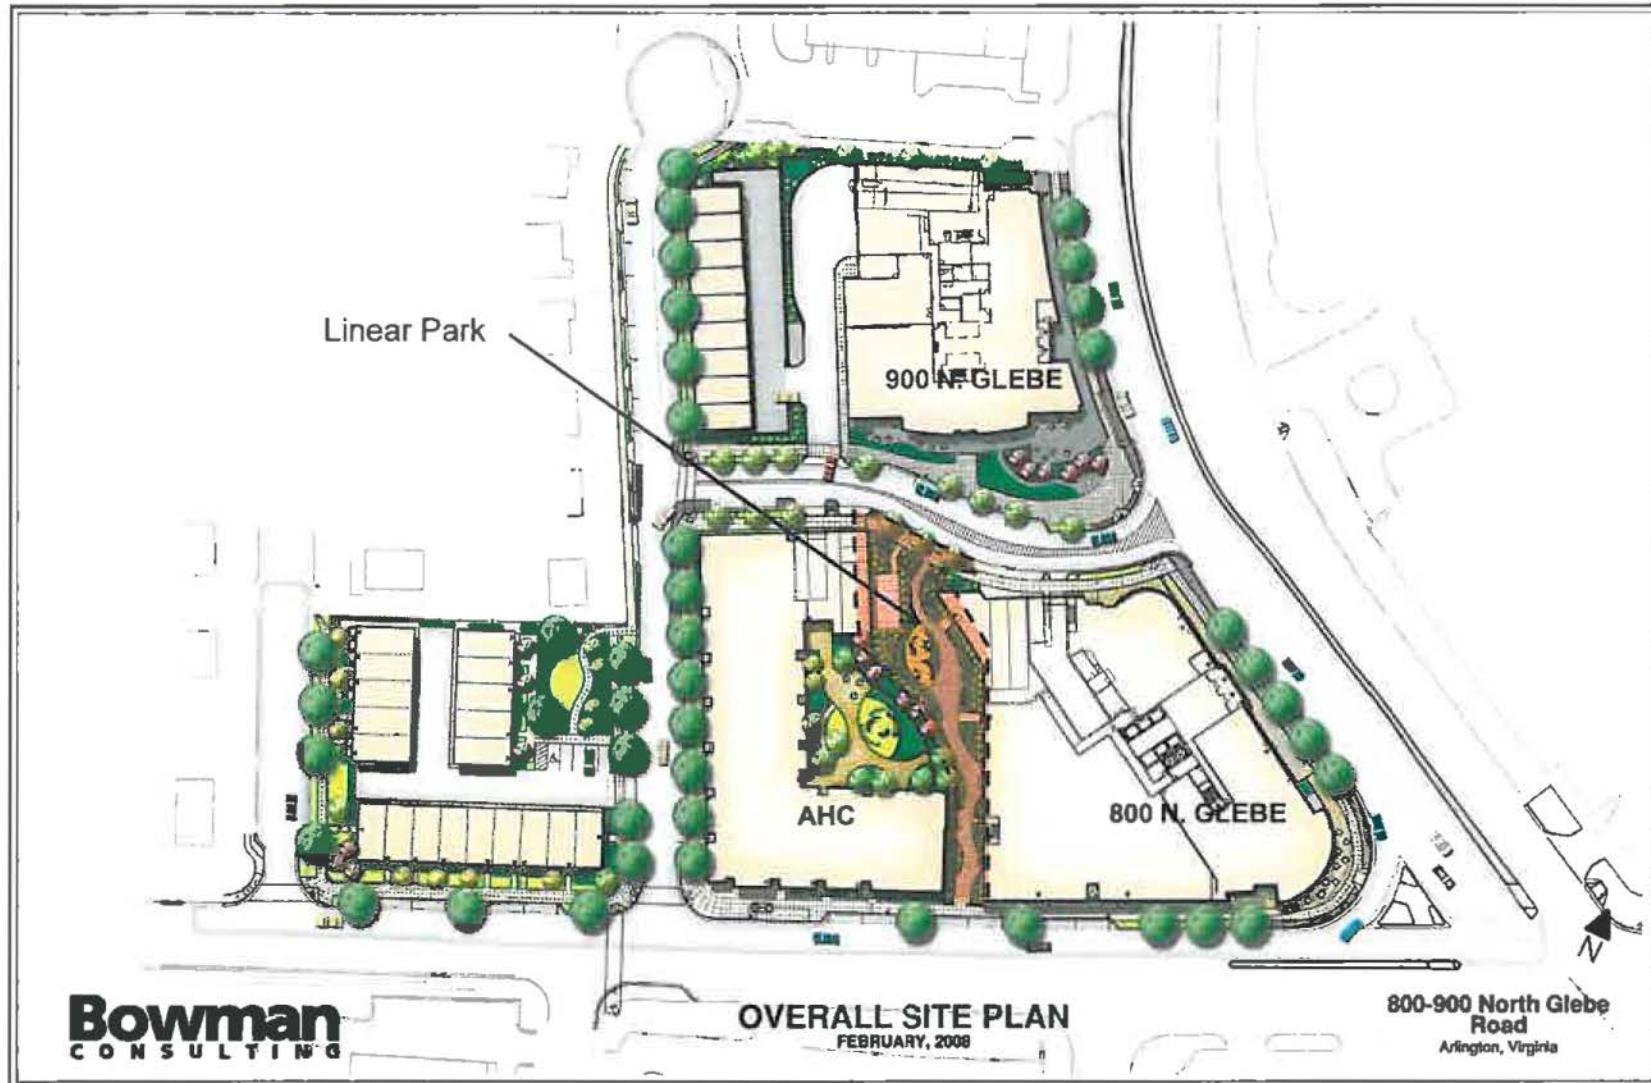 Linear Park
900 N. GLEBE
AHC
800 N. GLEBE
N
Bowman
CONSULTING
OVERALL SITE PLAN
FEBRUARY, 2008
800-900 North Glebe
Road
Arlington, Virginia